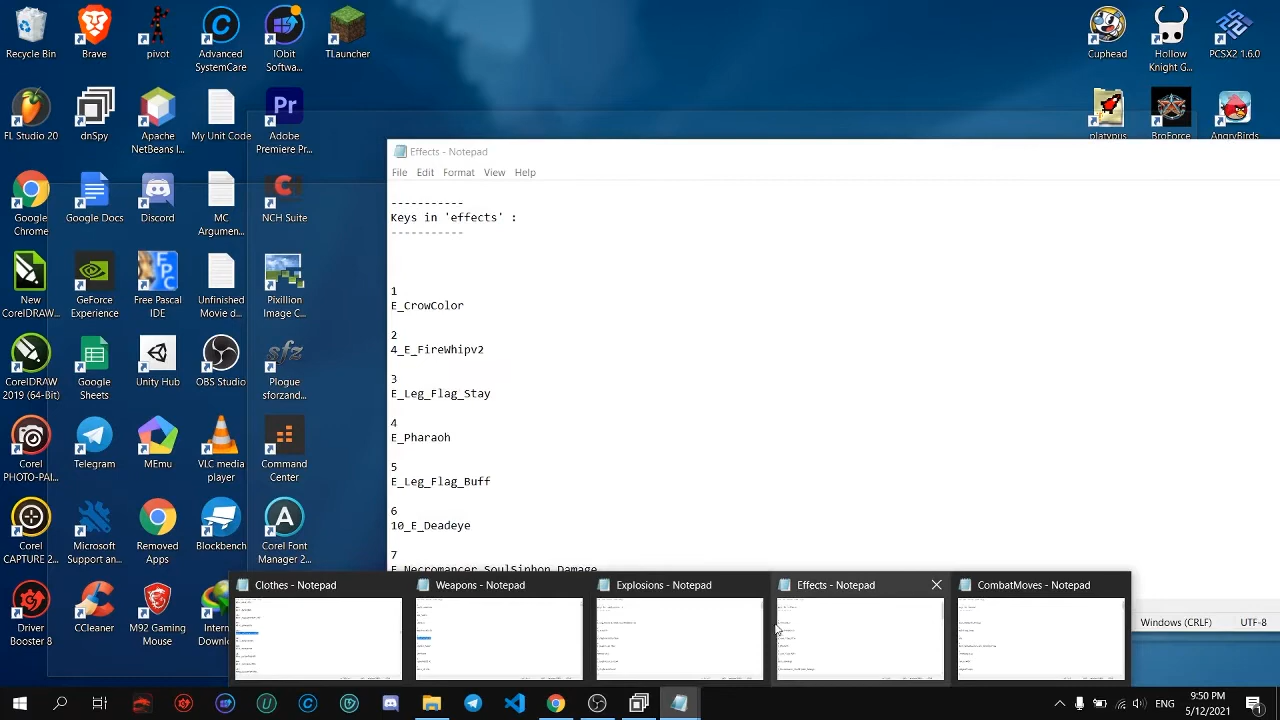 Recycle Bin
Brave
pivot
Advanced
SystemCare
IObit
Softwa...
TLauncher
Cuphead
Hollow
Knight G...
PCSX2 1.6.0
FL Studio 20
dnSpy
Apache
NetBeans I...
My Unit Code
Adobe
Premiere Pr...
platypus
BroForce
AngryBirds
Google
Chrome
Google Docs
Discord
MC
Argumen...
NCH Suite
New
CorelDRAW...
GeForce
Experience
Free Pascal
IDE
Unfinished
Movie d...
Pixillion
Image C...
CorelDRAW
2019 (64-Bit)
Google
Sheets
Unity Hub
OBS Studio
Plogue
sforzand...
Corel
PHOTO-PAI...
Telegram
MEmu
VLC media
player
Command
Center
Corel
CAPTURE 2...
Microsoft
Support an...
Removed
Apps
Blockbench
Corel Font
Manager 2...
Driver
Booster 8
CCleaner
M92 Gaming
Mouse
Internet
Downl...
Effects - Notepad
File Edit Format View Help
-----------
Keys in 'effects' :
-----------
1
E_CrowColor
2
4_E_FireWhipv2
3
E_Leg_Flag_Stay
4
E_Pharaoh
5
E_Leg_Flag_Buff
6
10_E_Deadeye
7
E_Necromancer_SoulSiphon_Damage
Windows (CRLF)
UTF-8
Clothes - Notepad
Weapons - Notepad
Explosions - Notepad
Effects - Notepad
CombatMoves - Notepad
ENG
9:50 PM
5/12/2021